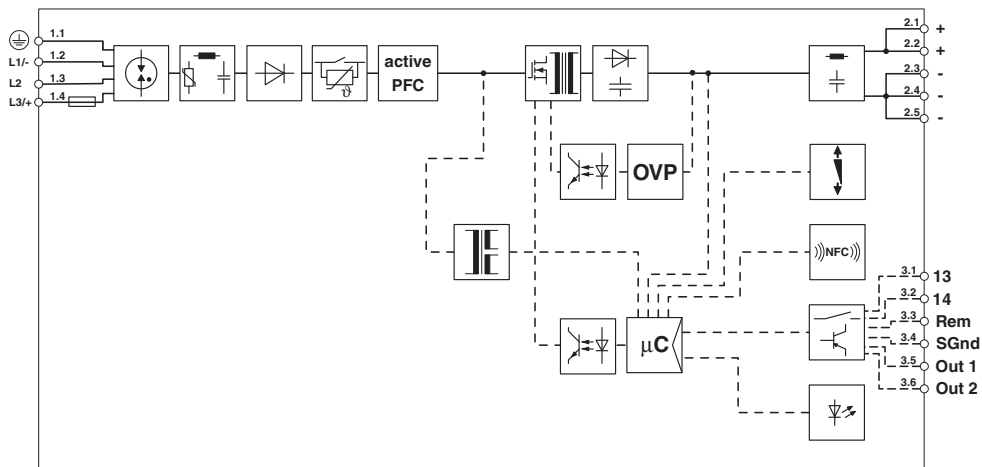 1.1
L1/- 1.2
L2 1.3
L3/+ 1.4
active
PFC
ϑ
2.1 +
2.2 +
2.3 -
2.4 -
2.5 -
OVP
)))NFC)))
µC
3.1 13
3.2 14
3.3 Rem
3.4 SGnd
3.5 Out 1
3.6 Out 2